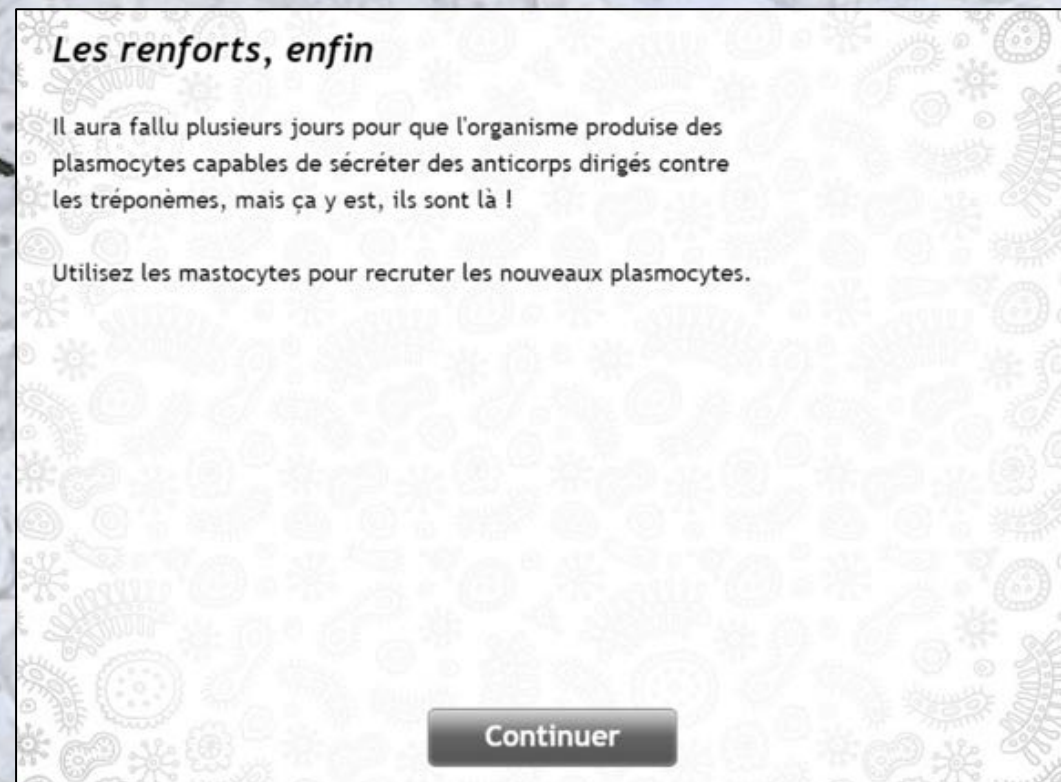 Les renforts, enfin
Il aura fallu plusieurs jours pour que l'organisme produise des
plasmocytes capables de sécréter des anticorps dirigés contre
les tréponèmes, mais ça y est, ils sont là !
Utilisez les mastocytes pour recruter les nouveaux plasmocytes.
Continuer